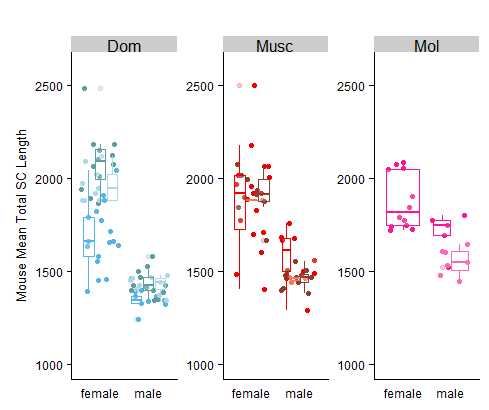 Dom Musc Mol
Mouse Mean Total SC Length
2500 2500 2500
2000 2000 2000
1500 1500 1500
1000 1000 1000
female male female male female male